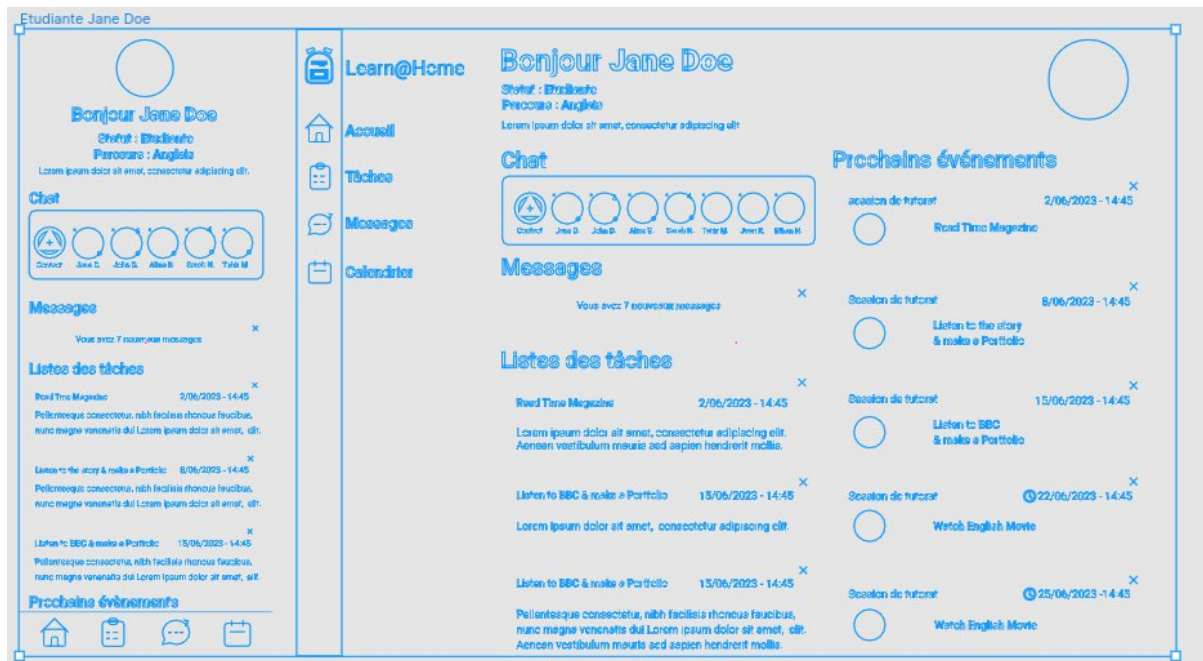 Etudiante Jane Doe
Bonjour Jane Doe
Statut : Etudiante
Parcours : Anglais
Lorem ipsum dolor sit amet, consectetur adipiscing elit.
Chat
Contact Jane D. John D. Aline B. Sarah N. Tahir M.
Messages
Vous avez 7 nouveaux messages
Listes des tâches
Read Time Magazine 2/06/2023 - 14:45
Pellentesque consectetur, nibh facilisis rhoncus faucibus,
nunc magna venenatis dui Lorem ipsum dolor sit amet, elit.
Listen to the story & make a Portfolio 8/06/2023 - 14:45
Pellentesque consectetur, nibh facilisis rhoncus faucibus,
nunc magna venenatis dui Lorem ipsum dolor sit amet, elit.
Listen to BBC & make a Portfolio 15/06/2023 - 14:45
Pellentesque consectetur, nibh facilisis rhoncus faucibus,
nunc magna venenatis dui Lorem ipsum dolor sit amet, elit.
Prochains évènements
Learn@Home
Accueil
Tâches
Messages
Calendrier
Bonjour Jane Doe
Statut : Etudiante
Parcours : Anglais
Lorem ipsum dolor sit amet, consectetur adipiscing elit
Chat
Contact Jane D. John D. Aline B. Sarah N. Tahir M.
Messages
Vous avez 7 nouveaux messages
Listes des tâches
Read Time Magazine 2/06/2023 - 14:45
Lorem ipsum dolor sit amet, consectetur adipiscing elit.
Aenean vestibulum mauris sed sapien hendrerit mollis.
Listen to BBC & make a Portfolio 15/06/2023 - 14:45
Lorem ipsum dolor sit amet, consectetur adipiscing elit.
Listen to BBC & make a Portfolio 15/06/2023 - 14:45
Pellentesque consectetur, nibh facilisis rhoncus faucibus,
nunc magna venenatis dui Lorem ipsum dolor sit amet, elit.
Aenean vestibulum mauris sed sapien hendrerit mollis.
Prochains événements
session de tutorat 2/06/2023 - 14:45
Read Time Magazine
Session de tutorat 8/06/2023 - 14:45
Listen to the story
& make a Portfolio
Session de tutorat 15/06/2023 - 14:45
Listen to BBC
& make a Portfolio
Session de tutorat 22/06/2023 - 14:45
Watch English Movie
Session de tutorat 25/06/2023 -14:45
Watch English Movie